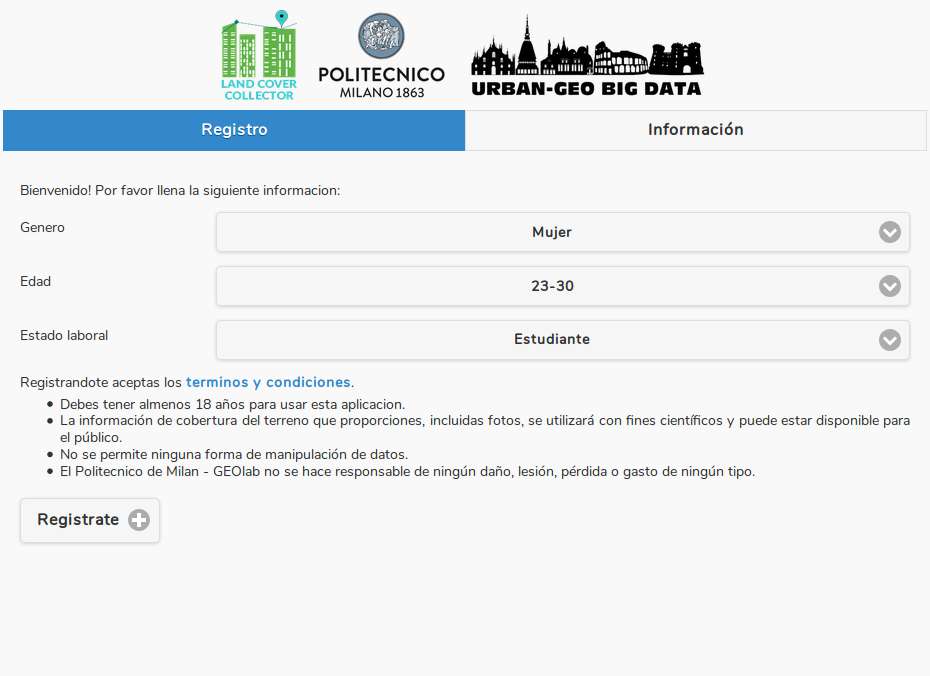 LAND COVER
COLLECTOR
POLITECNICO
MILANO 1863
URBAN-GEO BIG DATA
Registro
Información
Bienvenido! Por favor llena la siguiente informacion:
Genero
Mujer
Edad
23-30
Estado laboral
Estudiante
Registrandote aceptas los terminos y condiciones.
• Debes tener almenos 18 años para usar esta aplicacion.
• La información de cobertura del terreno que proporciones, incluidas fotos, se utilizará con fines científicos y puede estar disponible para
el público.
• No se permite ninguna forma de manipulación de datos.
• El Politecnico de Milan - GEOlab no se hace responsable de ningún daño, lesión, pérdida o gasto de ningún tipo.
Registrate